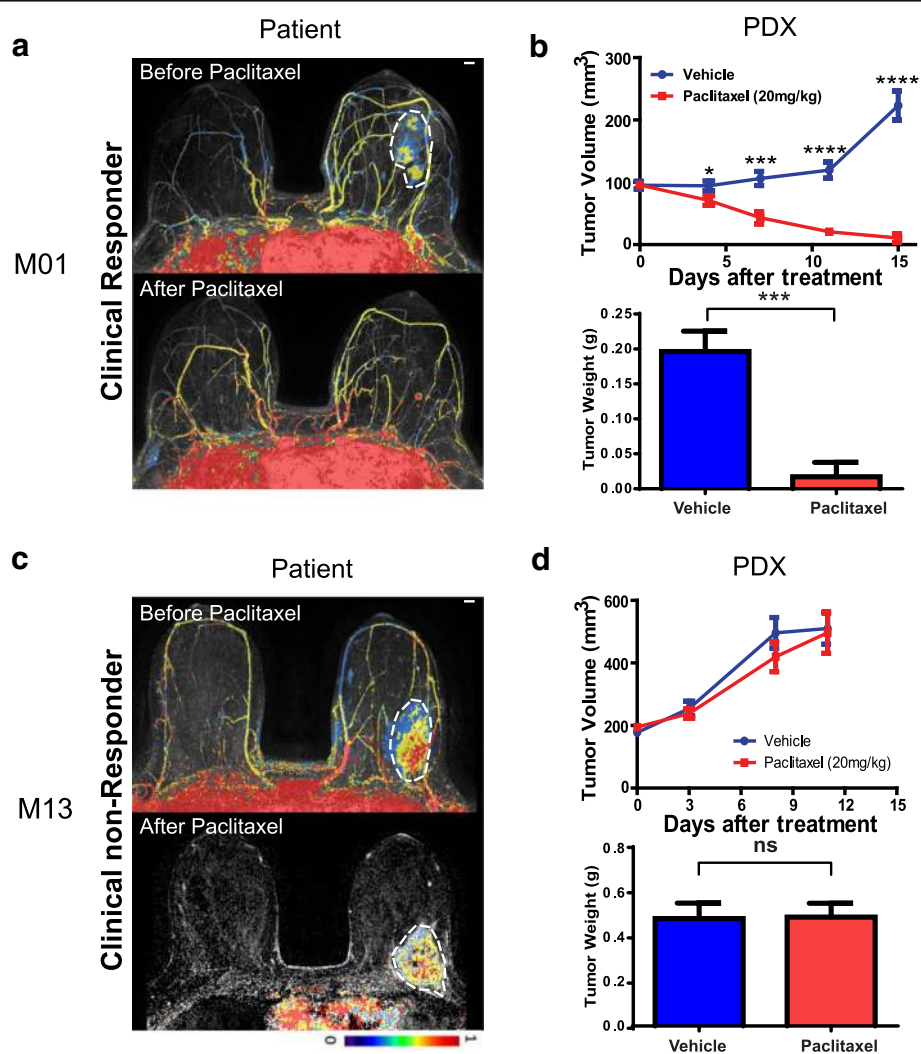 Patient
a
Before Paclitaxel
M01
Clinical Responder
After Paclitaxel
PDX
b
Tumor Volume (mm³)
300
200
100
0
Vehicle
Paclitaxel (20mg/kg)
*
***
****
****
0
5
10
15
Days after treatment
***
Tumor Weight (g)
0.25
0.20
0.15
0.10
0.05
0.00
Vehicle
Paclitaxel
c
Patient
Before Paclitaxel
M13
Clinical non-Responder
After Paclitaxel
0
1
d
PDX
Tumor Volume (mm³)
600
400
200
0
Vehicle
Paclitaxel (20mg/kg)
0
3
6
9
12
15
Days after treatment
ns
Tumor Weight (g)
0.8
0.6
0.4
0.2
0.0
Vehicle
Paclitaxel